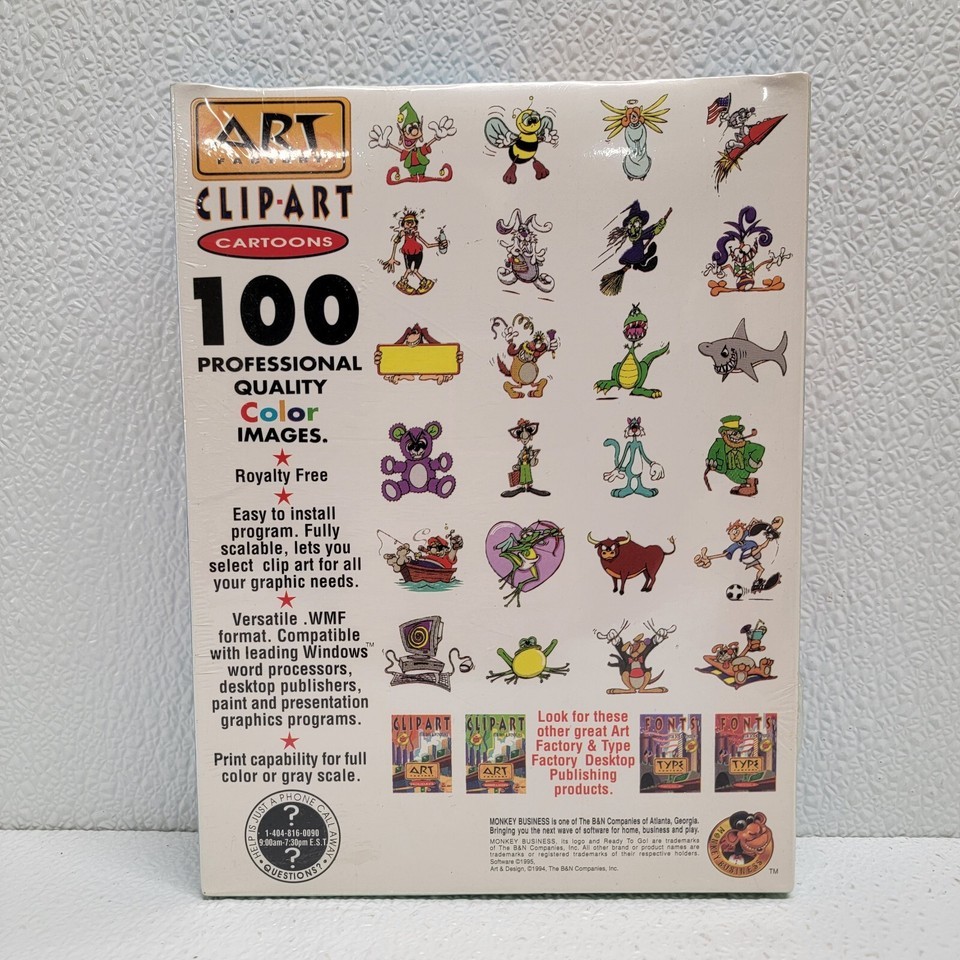 ART
FACTORY
CLIP-ART
CARTOONS
100
PROFESSIONAL
QUALITY
Color
IMAGES.
Royalty Free
Easy to install
program. Fully
scalable, lets you
select clip art for all
your graphic needs.
Versatile .WMF
format. Compatible
with leading Windows™
word processors,
desktop publishers,
paint and presentation
graphics programs.
Print capability for full
color or gray scale.
HELP IS JUST A PHONE CALL AWAY
?
1-404-816-0090
9:00am-7:30pm E.S.T.
?
• QUESTIONS? •
CLIPART
ART
CLIPART
ART
Look for these
other great Art
Factory & Type
Factory Desktop
Publishing
products.
FONTS
TYPE
FONTS
TYPE
MONKEY BUSINESS is one of The B&N Companies of Atlanta, Georgia.
Bringing you the next wave of software for home, business and play.
MONKEY BUSINESS, its logo and Ready To Go! are trademarks
of The B&N Companies, Inc. All other brand or product names are
trademarks or registered trademarks of their respective holders.
Software ©1995,
Art & Design, ©1994, The B&N Companies, Inc.
MONKEY BUSINESS
TM